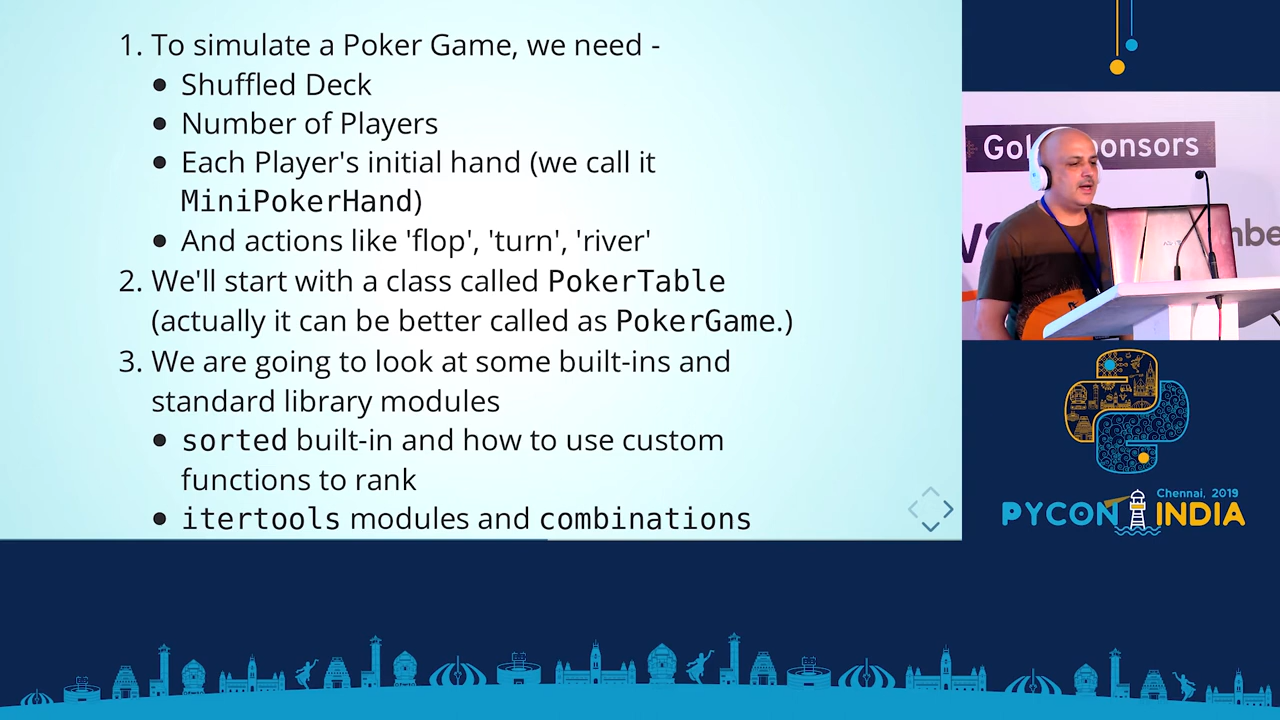 1. To simulate a Poker Game, we need -
• Shuffled Deck
• Number of Players
• Each Player's initial hand (we call it
MiniPokerHand)
• And actions like 'flop', 'turn', 'river'
2. We'll start with a class called PokerTable
(actually it can be better called as PokerGame.)
3. We are going to look at some built-ins and
standard library modules
• sorted built-in and how to use custom
functions to rank
• itertools modules and combinations
Chennai, 2019
PYCON INDIA